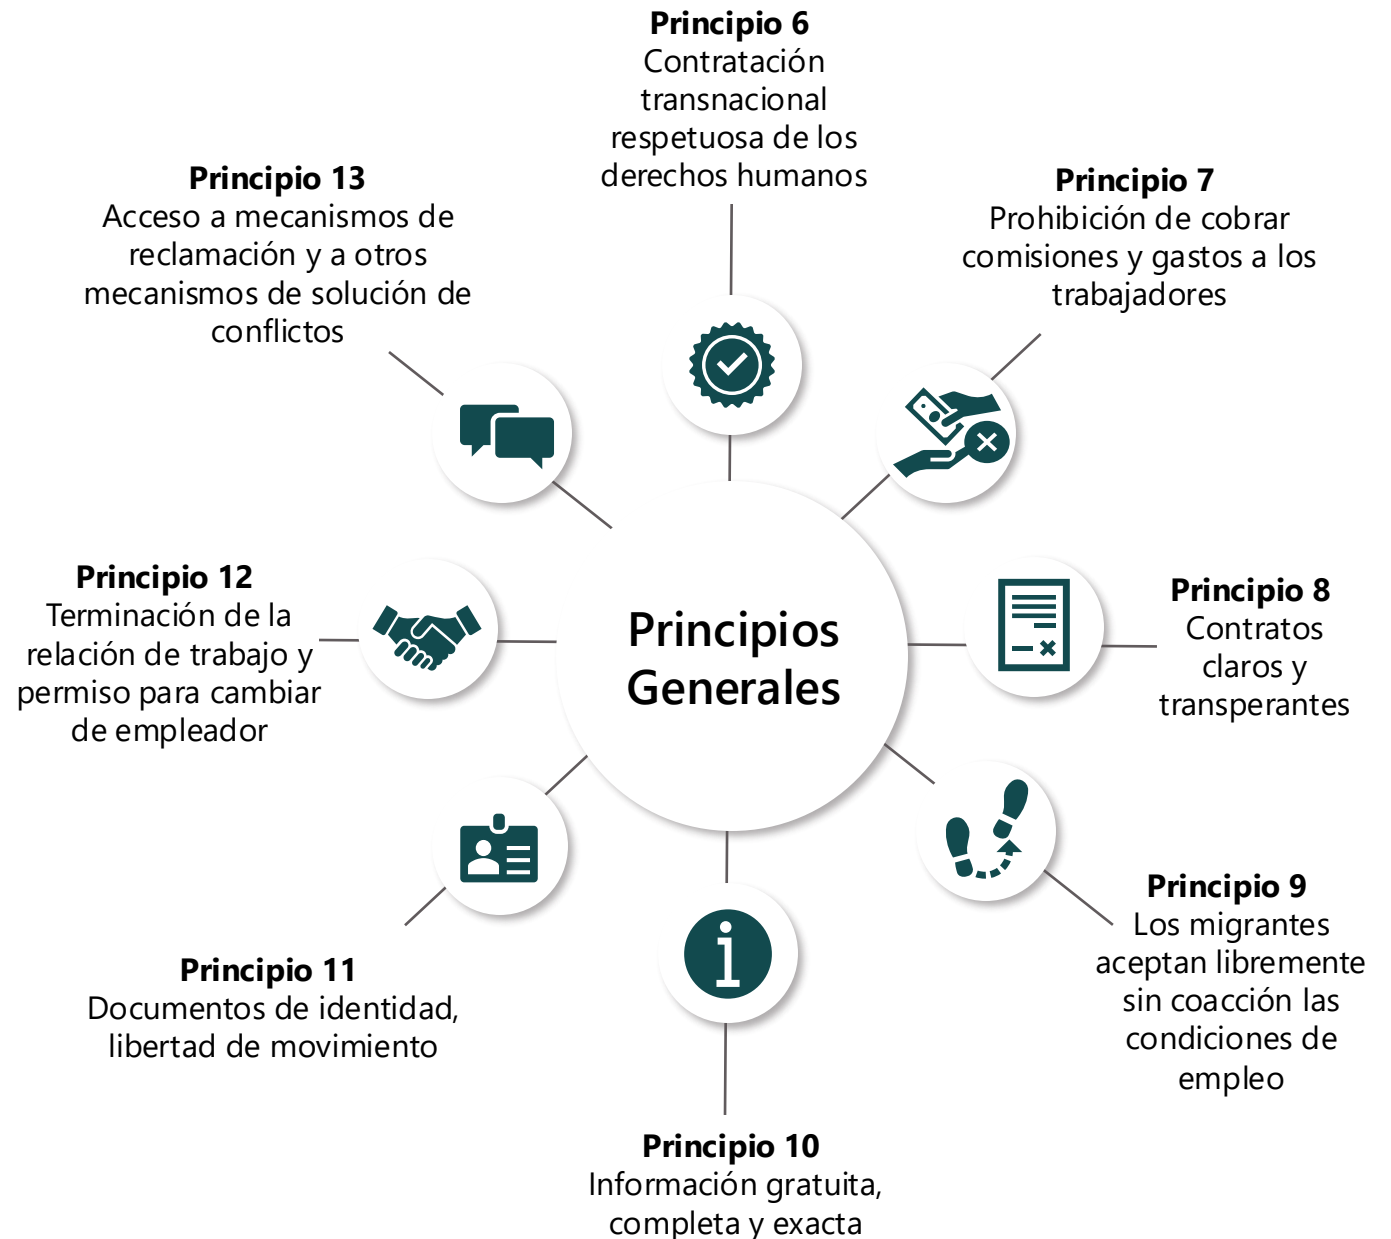 Principio 6
Contratación
transnacional
respetuosa de los
derechos humanos
Principio 7
Prohibición de cobrar
comisiones y gastos a los
trabajadores
Principio 8
Contratos
claros y
transperantes
Principio 9
Los migrantes
aceptan libremente
sin coacción las
condiciones de
empleo
Principio 10
Información gratuita,
completa y exacta
Principio 11
Documentos de identidad,
libertad de movimiento
Principio 12
Terminación de la
relación de trabajo y
permiso para cambiar
de empleador
Principio 13
Acceso a mecanismos de
reclamación y a otros
mecanismos de solución de
conflictos
Principios
Generales